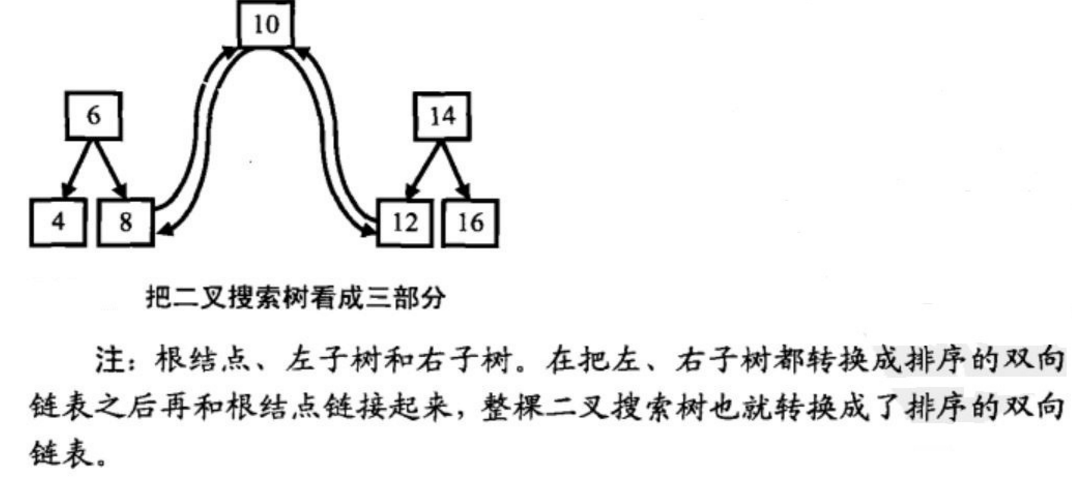 10
6
14
4
8
12
16
把二叉搜索树看成三部分
注：根结点、左子树和右子树。在把左、右子树都转换成排序的双向
链表之后再和根结点链接起来，整棵二叉搜索树也就转换成了排序的双向
链表。